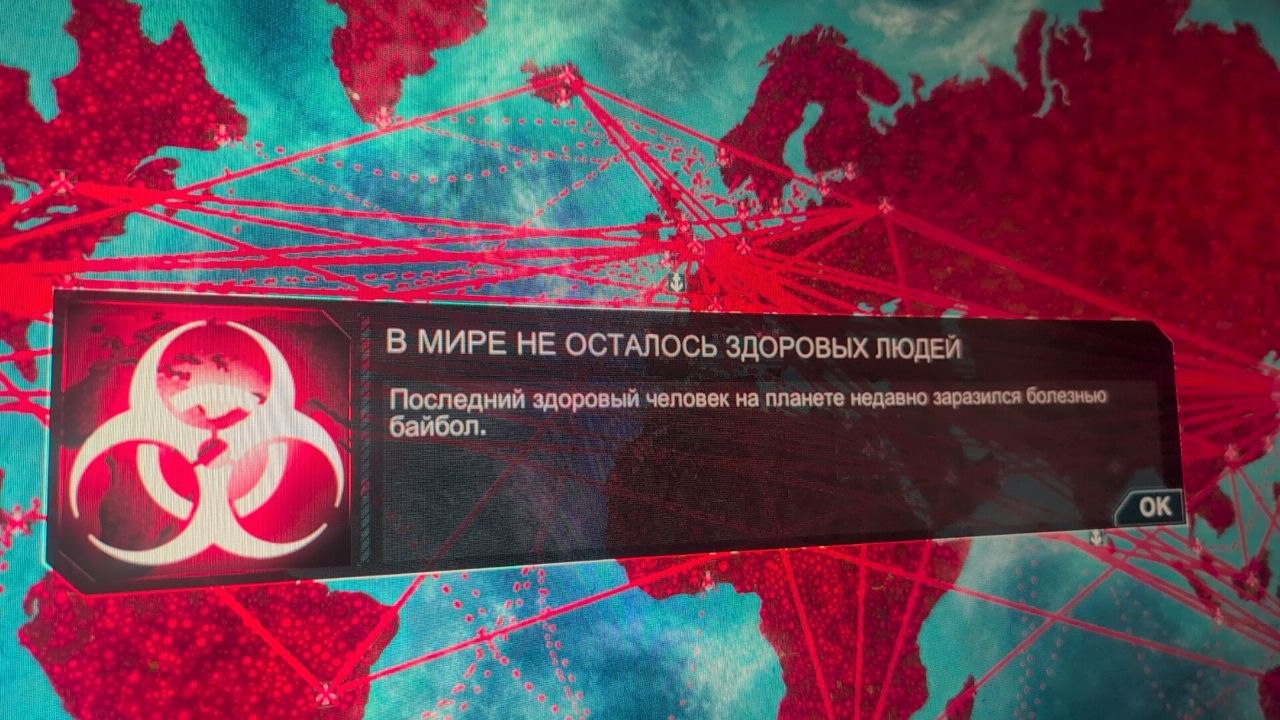 В МИРЕ НЕ ОСТАЛОСЬ ЗДОРОВЫХ ЛЮДЕЙ
Последний здоровый человек на планете недавно заразился болезнью
байбол.
OK